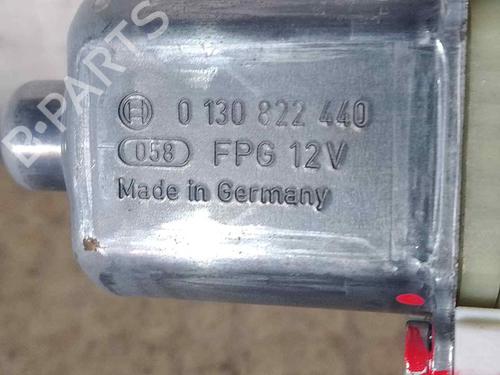 0 130 822 440
058 FPG 12V
Made in Germany
B-PARTS